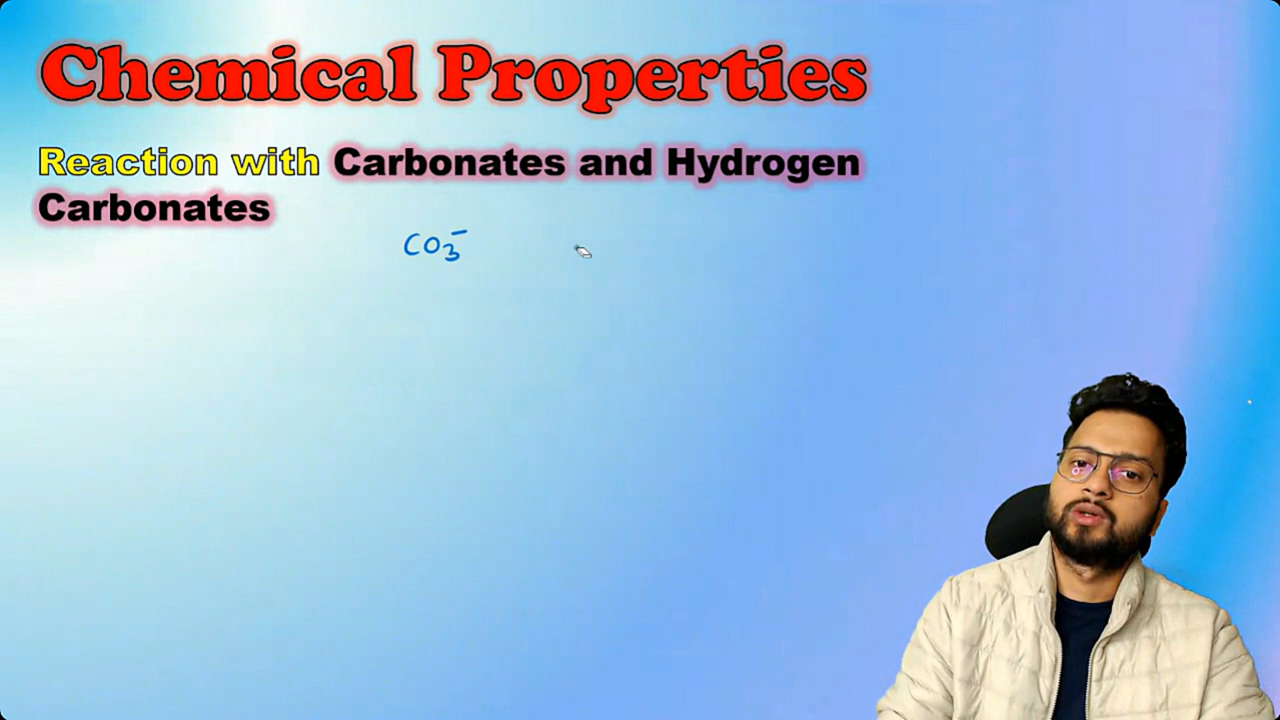 Chemical Properties
Reaction with Carbonates and Hydrogen
Carbonates
CO₃⁻